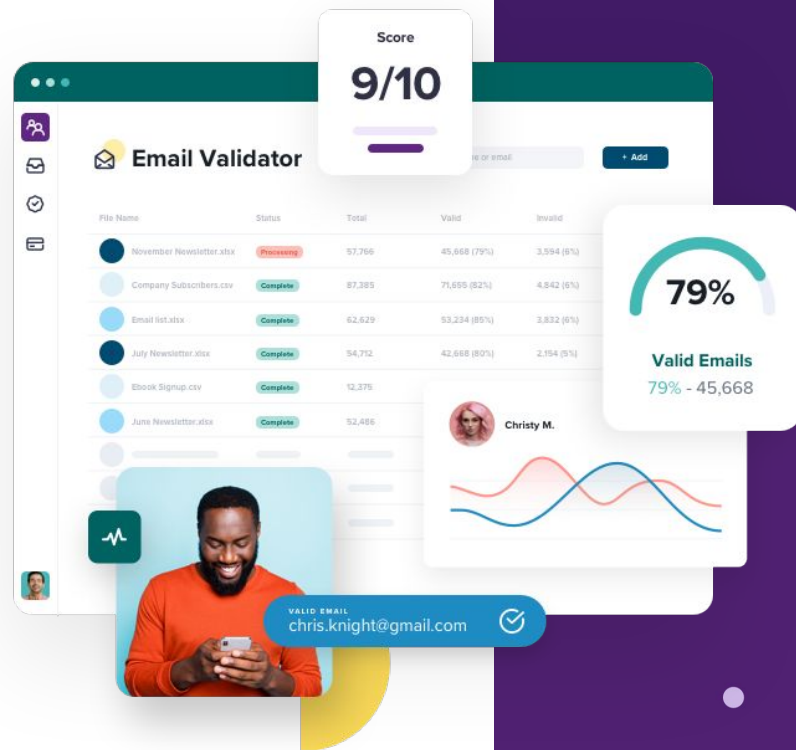 Score
9/10
Email Validator
or email
+ Add
File Name Status Total Valid Invalid
November Newsletter.xlsx Processing 57,766 45,668 (79%) 3,594 (6%)
Company Subscribers.csv Complete 87,385 71,655 (82%) 4,842 (6%)
Email list.xlsx Complete 62,629 53,234 (85%) 3,832 (6%)
July Newsletter.xlsx Complete 54,712 42,668 (80%) 2,154 (5%)
Ebook Signup.csv Complete 12,375
June Newsletter.xlsx Complete 52,486
79%
Valid Emails
79% - 45,668
Christy M.
VALID EMAIL
chris.knight@gmail.com